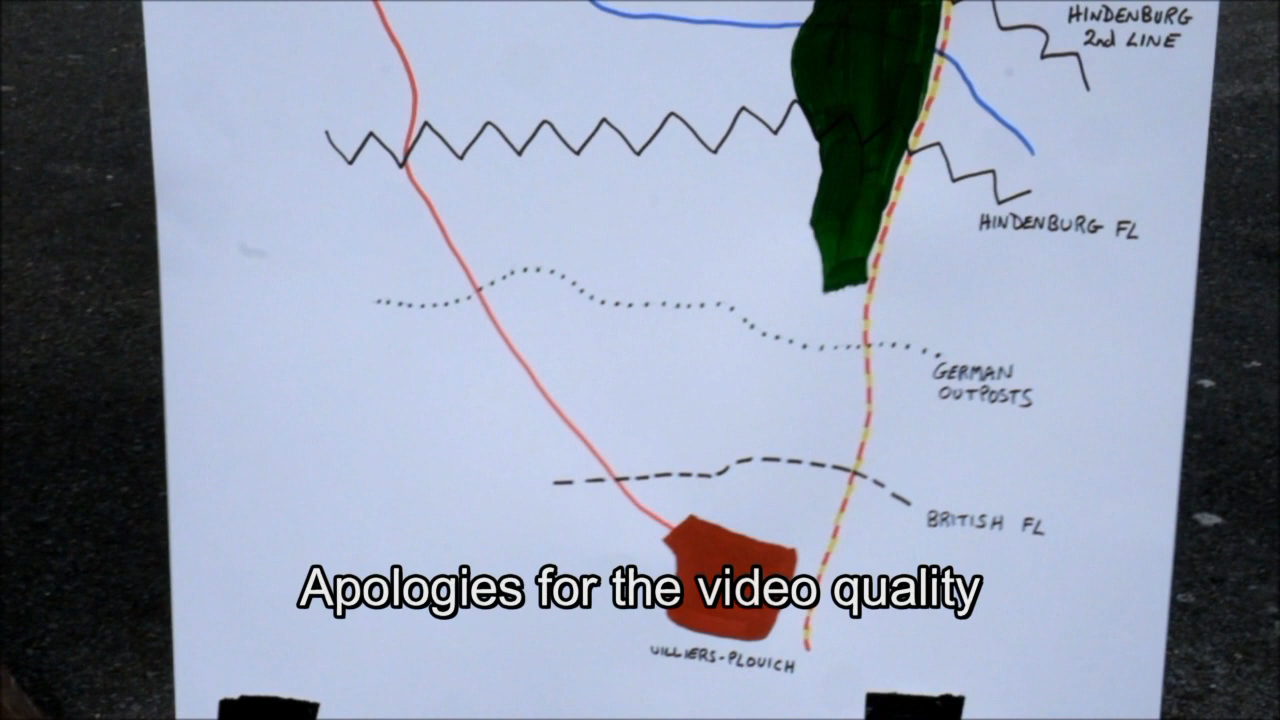 HINDENBURG
2nd LINE
HINDENBURG FL
GERMAN
OUTPOSTS
BRITISH FL
Apologies for the video quality
VILLIERS-PLOUICH